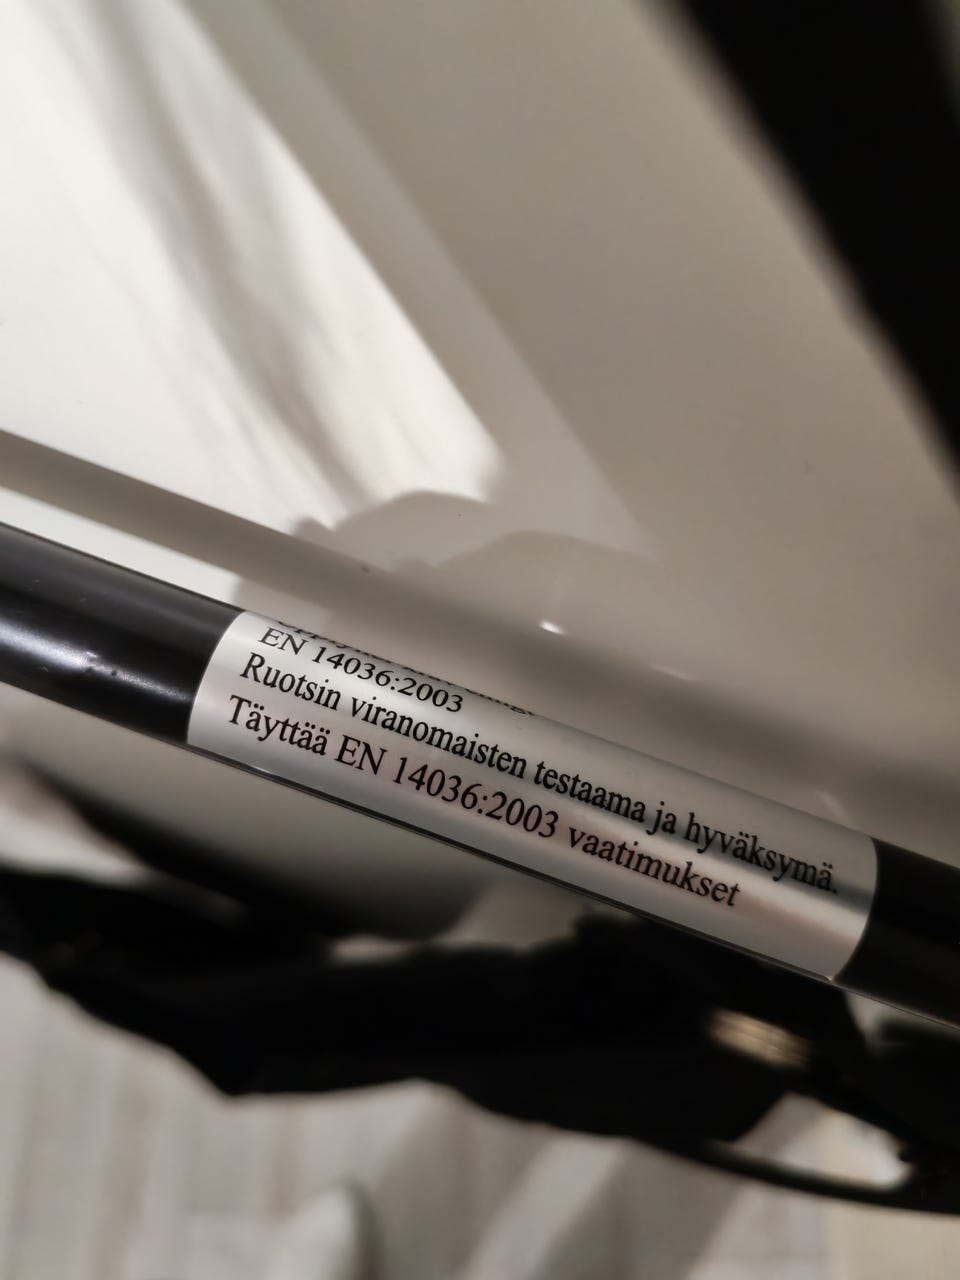 EN 14036:2003
Ruotsin viranomaisten testaama ja hyväksymä.
Täyttää EN 14036:2003 vaatimukset